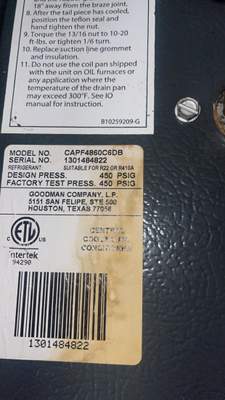 18" away from the braze joint.
8. After the tail piece has cooled,
position the teflon seal and
hand tighten the nut.
9. Torque the 13/16 nut to 10-20
ft-lbs. or tighten 1/6 turn.
10. Replace suction line grommet
and insulation.
11. Do not use the coil pan shipped
with the unit on OIL furnaces or
any application where the
temperature of the drain pan
may exceed 300°F. See IO
manual for instruction.
B10259209-G
MODEL NO. CAPF4860C6DB
SERIAL NO. 1301484822
REFRIGERANT: SUITABLE FOR R22 OR R410A
DESIGN PRESS. 450 PSIG
FACTORY TEST PRESS. 450 PSIG
GOODMAN COMPANY, L.P.
5151 SAN FELIPE, STE 500
HOUSTON, TEXAS 77056
ETL
CENTRAL
COOLING AIR
CONDITIONER
Intertek
94290
1301484822